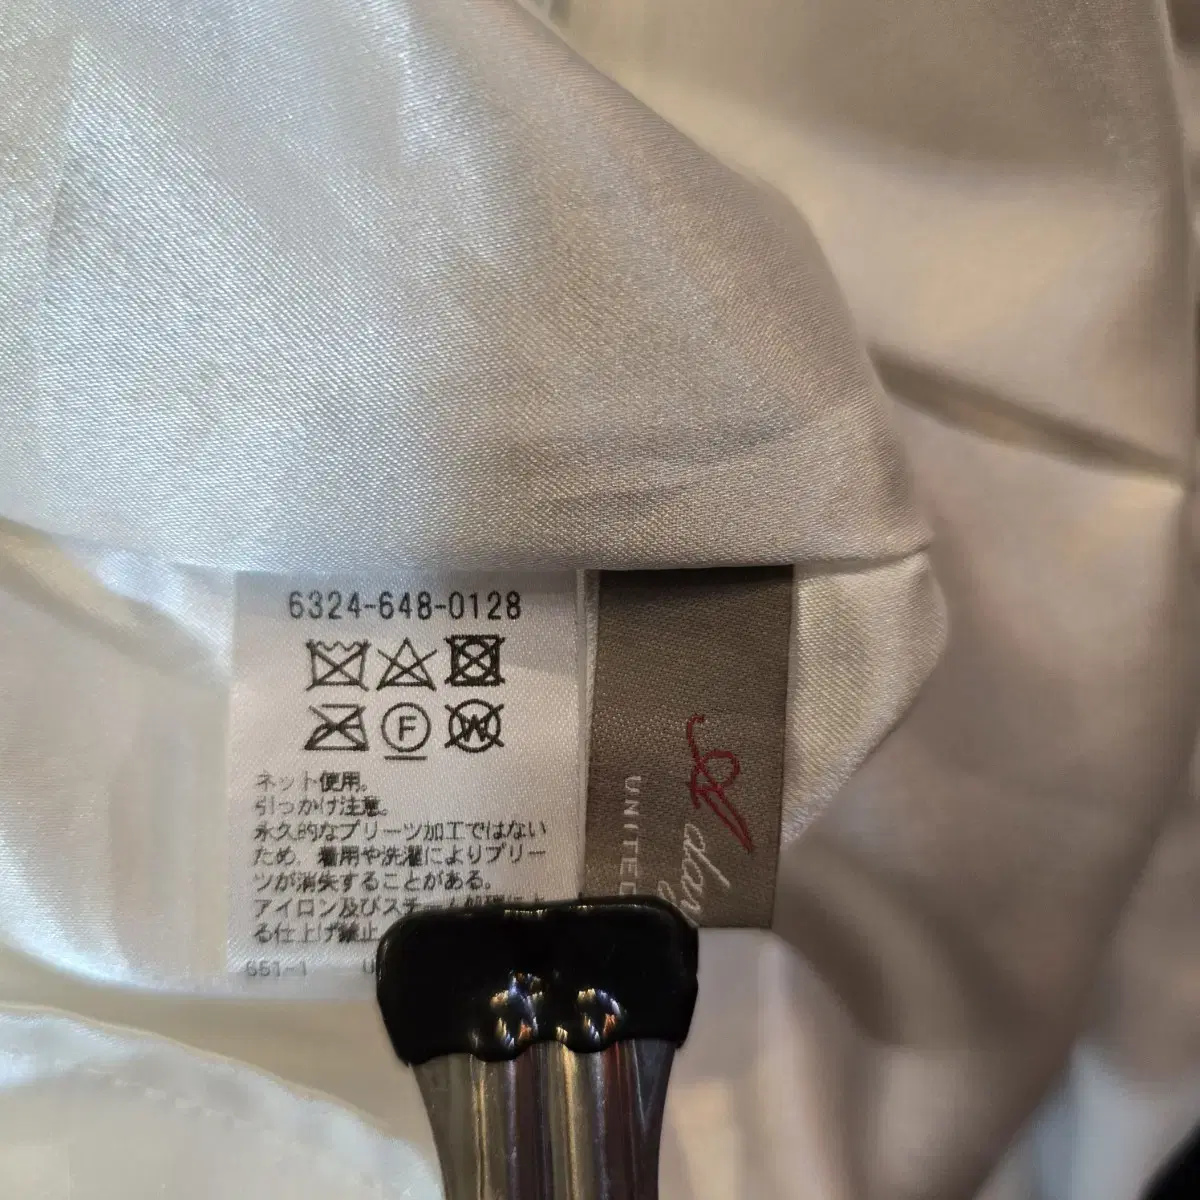 6324-648-0128
F
W
ネット使用。
引っかけ注意。
永久的なプリーツ加工ではない
ため、着用や洗濯によりプリー
ツが消失することがある。
アイロン及びスチーム
る仕上げ禁止
661-1 U
A day
UNITED